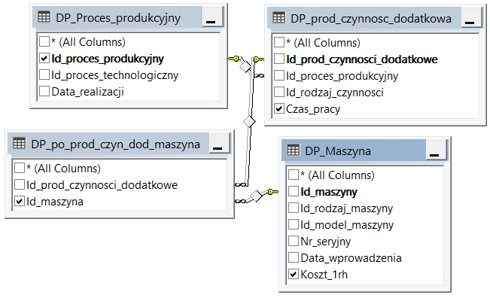 DP_Proces_produkcyjny
* (All Columns)
Id_proces_produkcyjny
Id_proces_technologiczny
Data_realizacji
DP_prod_czynnosc_dodatkowa
* (All Columns)
Id_prod_czynnosci_dodatkowe
Id_proces_produkcyjny
Id_rodzaj_czynnosci
Czas_pracy
DP_po_prod_czyn_dod_maszyna
* (All Columns)
Id_prod_czynnosci_dodatkowe
Id_maszyna
DP_Maszyna
* (All Columns)
Id_maszyny
Id_rodzaj_maszyny
Id_model_maszyny
Nr_seryjny
Data_wprowadzenia
Koszt_1rh